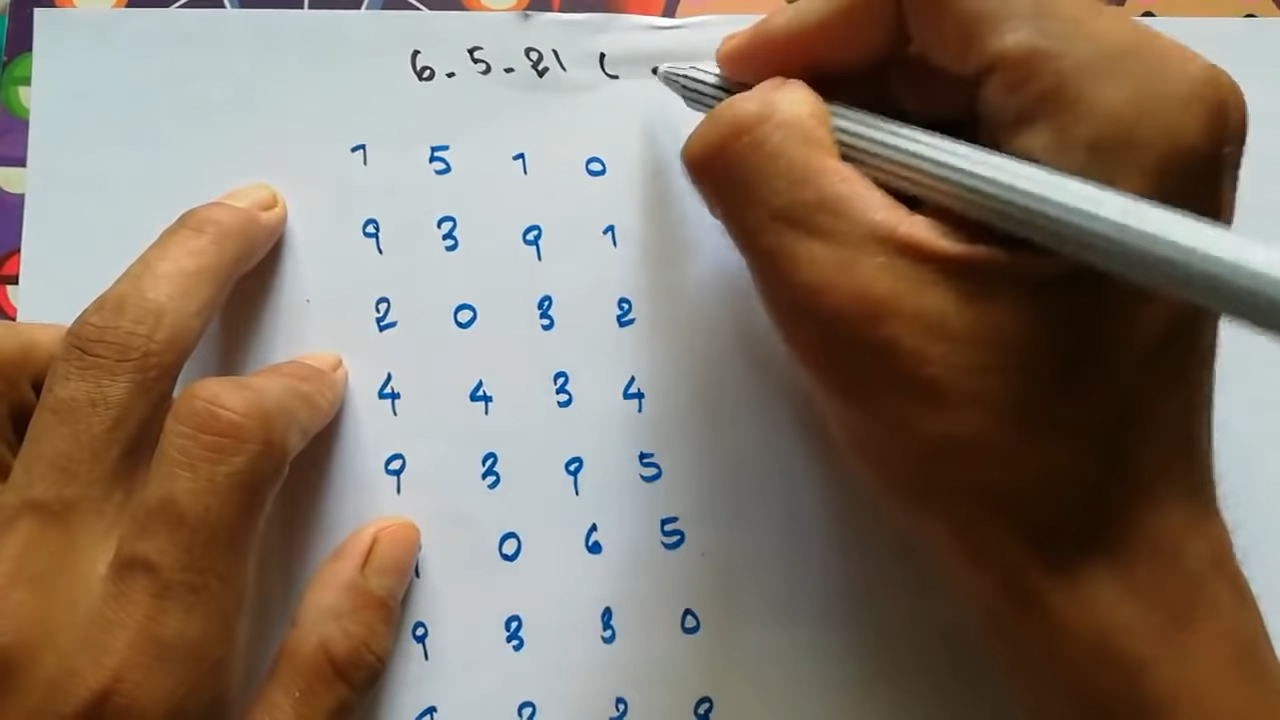 6.5.21 (
1 5 1 0
9 3 9 1
2 0 3 2
4 4 3 4
9 3 9 5
0 6 5
9 3 3 0